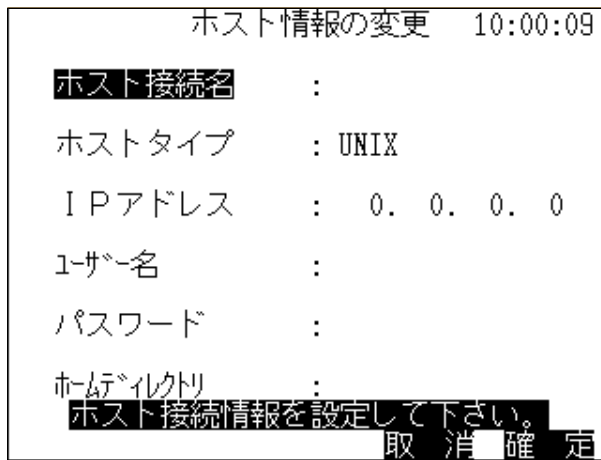 ホスト情報の変更 10:00:09
ホスト接続名 :
ホストタイプ : UNIX
ＩＰアドレス : 0. 0. 0. 0
ﾕｰｻﾞｰ名 :
パスワード :
ﾎｰﾑﾃﾞｨﾚｸﾄﾘ :
ホスト接続情報を設定して下さい。
取 消 確 定